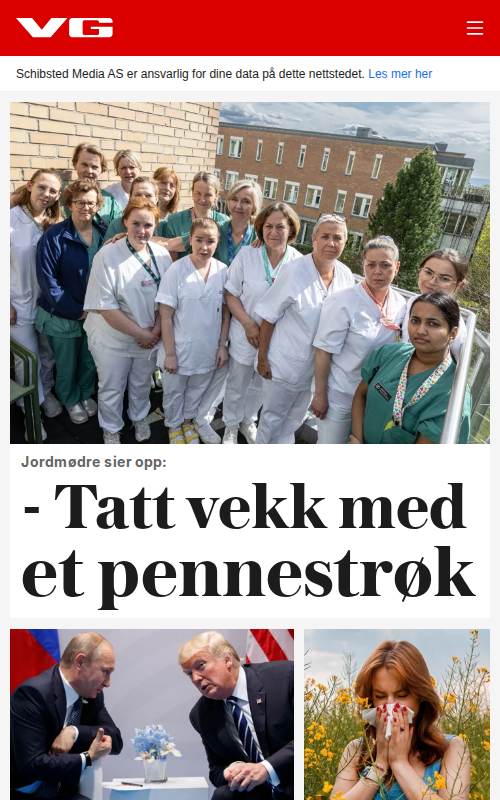 VG
Schibsted Media AS er ansvarlig for dine data på dette nettstedet. Les mer her
Jordmødre sier opp:
- Tatt vekk med
et pennestrøk